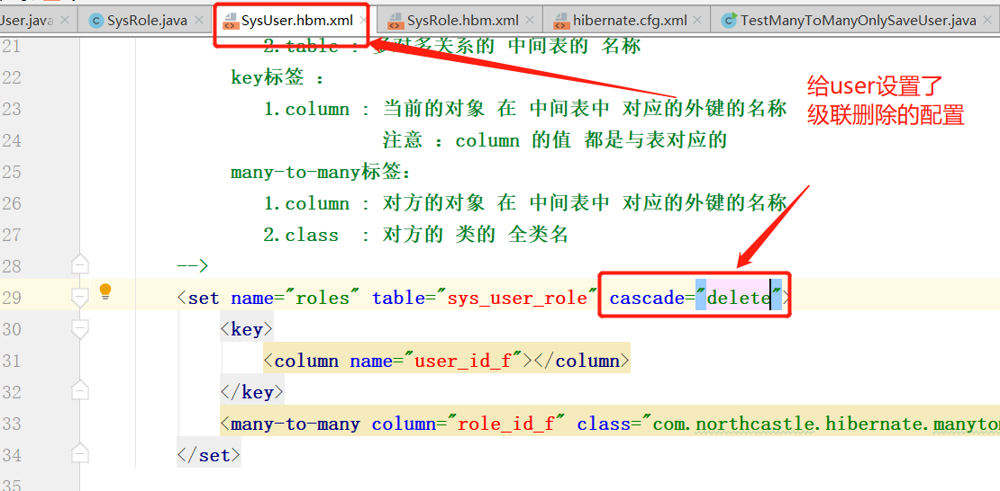 User.java
SysRole.java
SysUser.hbm.xml
SysRole.hbm.xml
hibernate.cfg.xml
TestManyToManyOnlySaveUser.java
21 2.table : 多对多关系的 中间表的 名称
22 key标签 :
23 1.column : 当前的对象 在 中间表中 对应的外键的名称
24 注意 :column 的值 都是与表对应的
25 many-to-many标签:
26 1.column : 对方的对象 在 中间表中 对应的外键的名称
27 2.class : 对方的 类的 全类名
28 -->
29 <set name="roles" table="sys_user_role" cascade="delete">
30 <key>
31 <column name="user_id_f"></column>
32 </key>
33 <many-to-many column="role_id_f" class="com.northcastle.hibernate.manyto
34 </set>
35
给user设置了
级联删除的配置